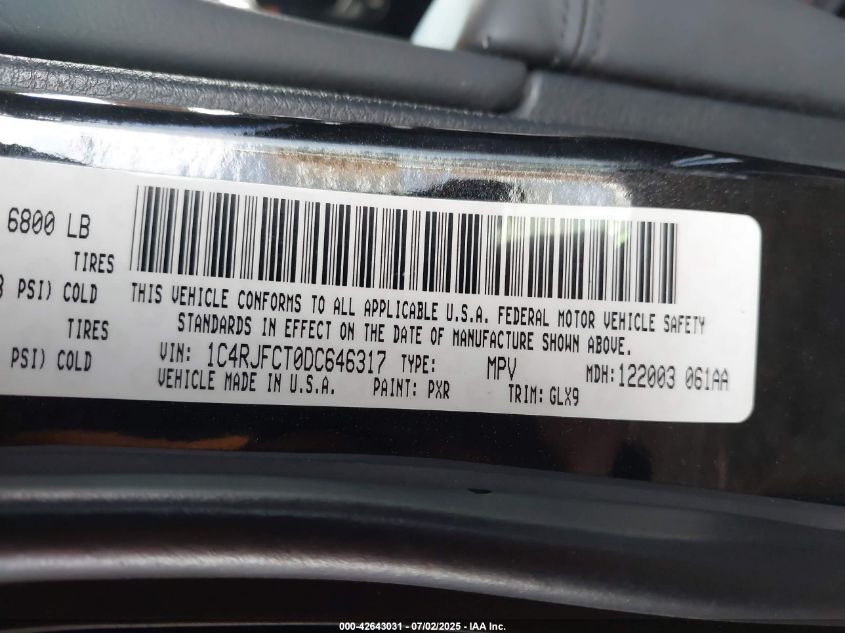 6800 LB
TIRES
PSI) COLD
TIRES
PSI) COLD
THIS VEHICLE CONFORMS TO ALL APPLICABLE U.S.A. FEDERAL MOTOR VEHICLE SAFETY
STANDARDS IN EFFECT ON THE DATE OF MANUFACTURE SHOWN ABOVE.
VIN: 1C4RJFCT0DC646317 TYPE: MPV MDH:122003 061AA
VEHICLE MADE IN U.S.A. PAINT: PXR TRIM: GLX9
000-42643031 - 07/02/2025 - IAA Inc.